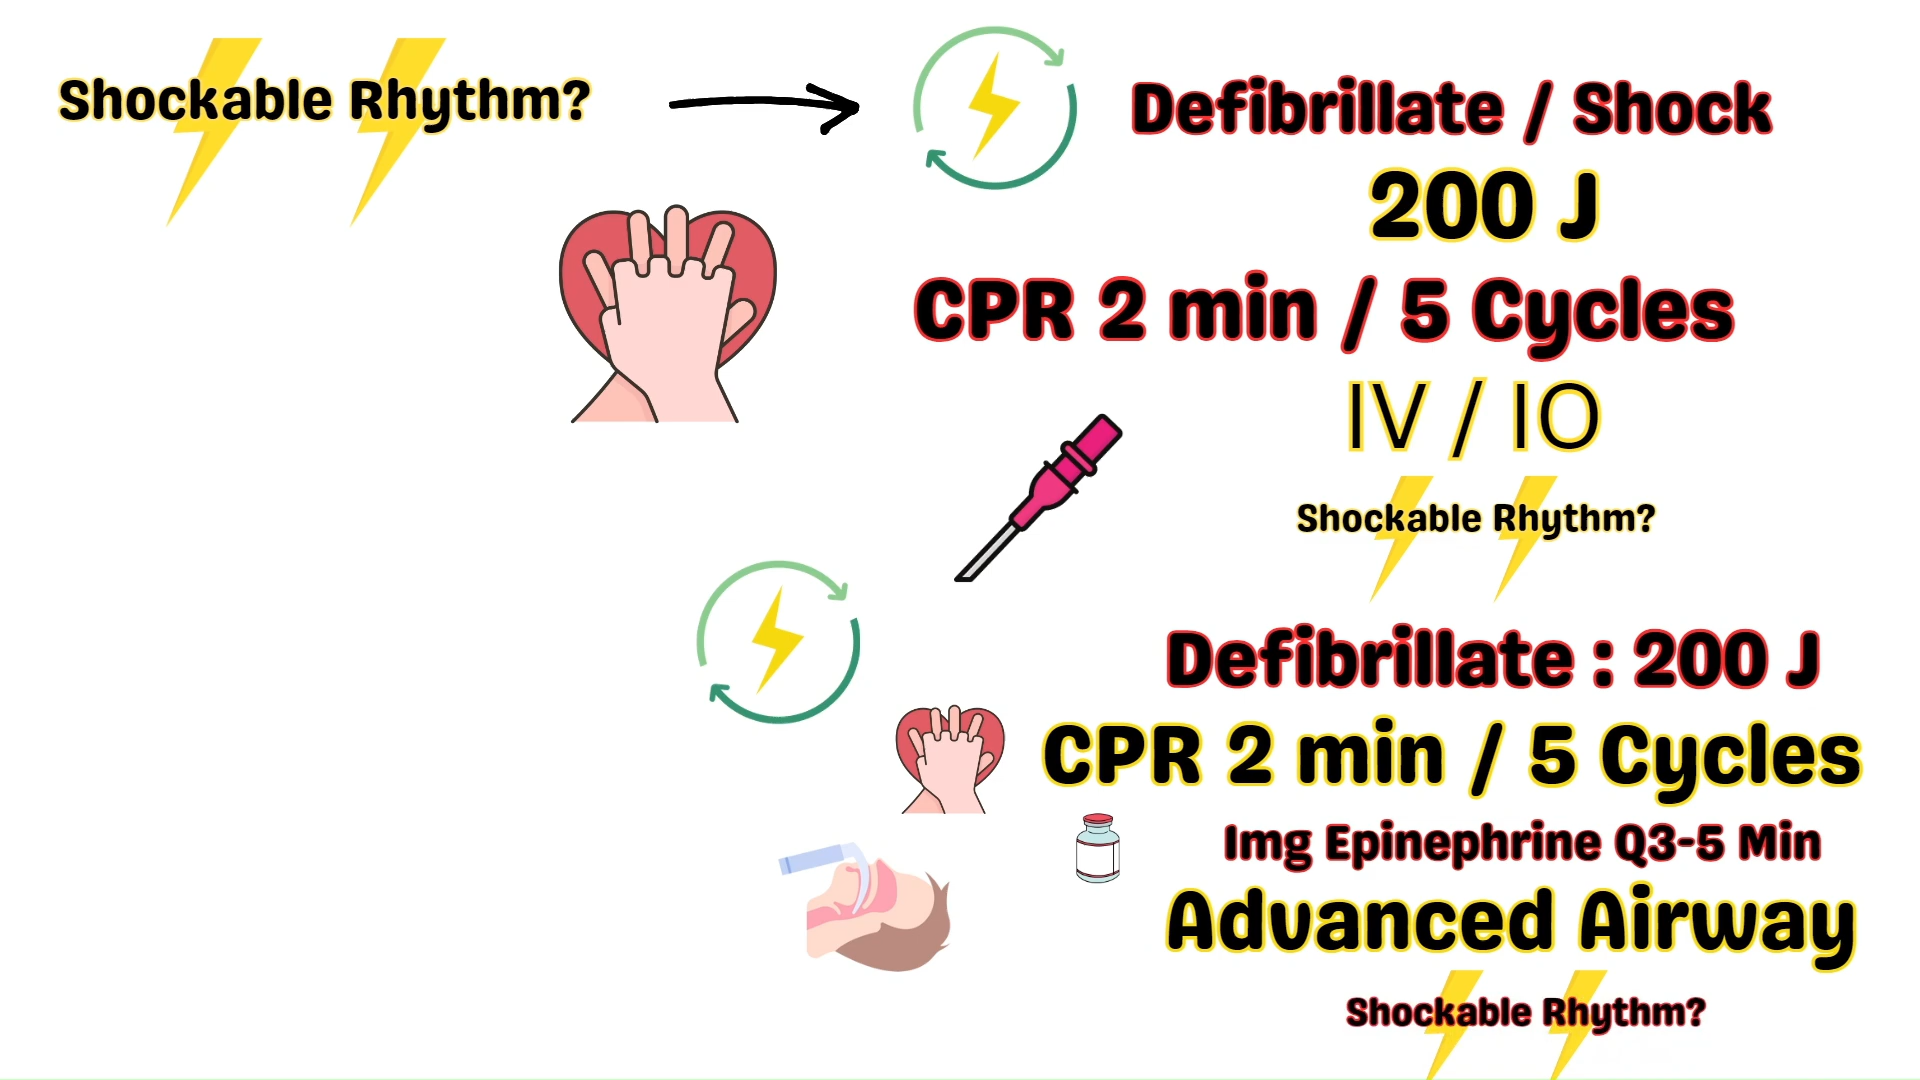 Shockable Rhythm?
Defibrillate / Shock
200 J
CPR 2 min / 5 Cycles
IV / IO
Shockable Rhythm?
Defibrillate : 200 J
CPR 2 min / 5 Cycles
Img Epinephrine Q3-5 Min
Advanced Airway
Shockable Rhythm?